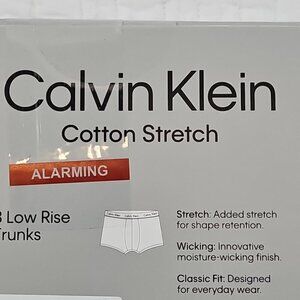 Calvin Klein
Cotton Stretch
ALARMING
Low Rise
Stretch: Added stretch
for shape retention.
Wicking: Innovative
moisture-wicking finish.
Classic Fit: Designed
for everyday wear.